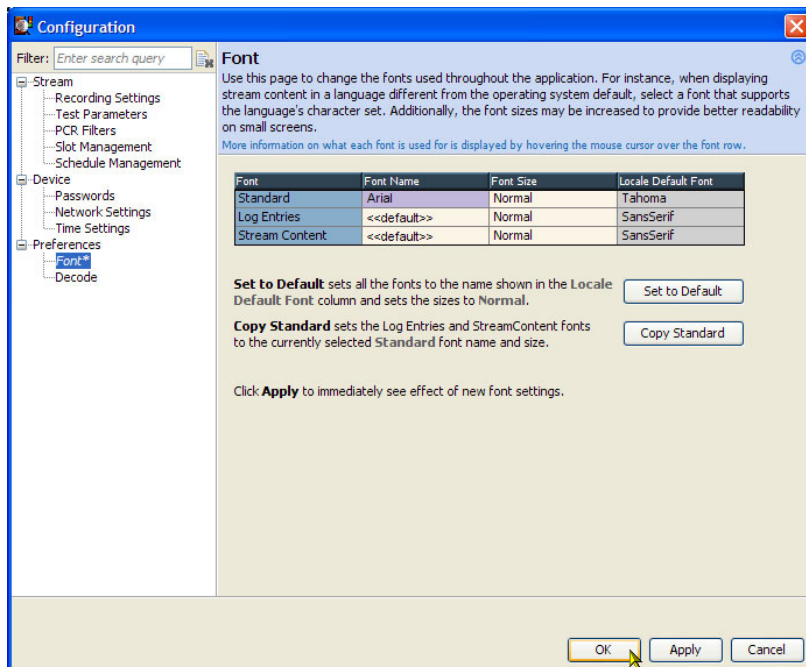 Configuration
Filter: Enter search query
Stream
Recording Settings
Test Parameters
PCR Filters
Slot Management
Schedule Management
Device
Passwords
Network Settings
Time Settings
Preferences
Font*
Decode
Font
Use this page to change the fonts used throughout the application. For instance, when displaying
stream content in a language different from the operating system default, select a font that supports
the language's character set. Additionally, the font sizes may be increased to provide better readability
on small screens.
More information on what each font is used for is displayed by hovering the mouse cursor over the font row.
Font Font Name Font Size Locale Default Font
Standard Arial Normal Tahoma
Log Entries <<default>> Normal SansSerif
Stream Content <<default>> Normal SansSerif
Set to Default sets all the fonts to the name shown in the Locale
Default Font column and sets the sizes to Normal.
Set to Default
Copy Standard sets the Log Entries and StreamContent fonts
to the currently selected Standard font name and size.
Copy Standard
Click Apply to immediately see effect of new font settings.
OK Apply Cancel